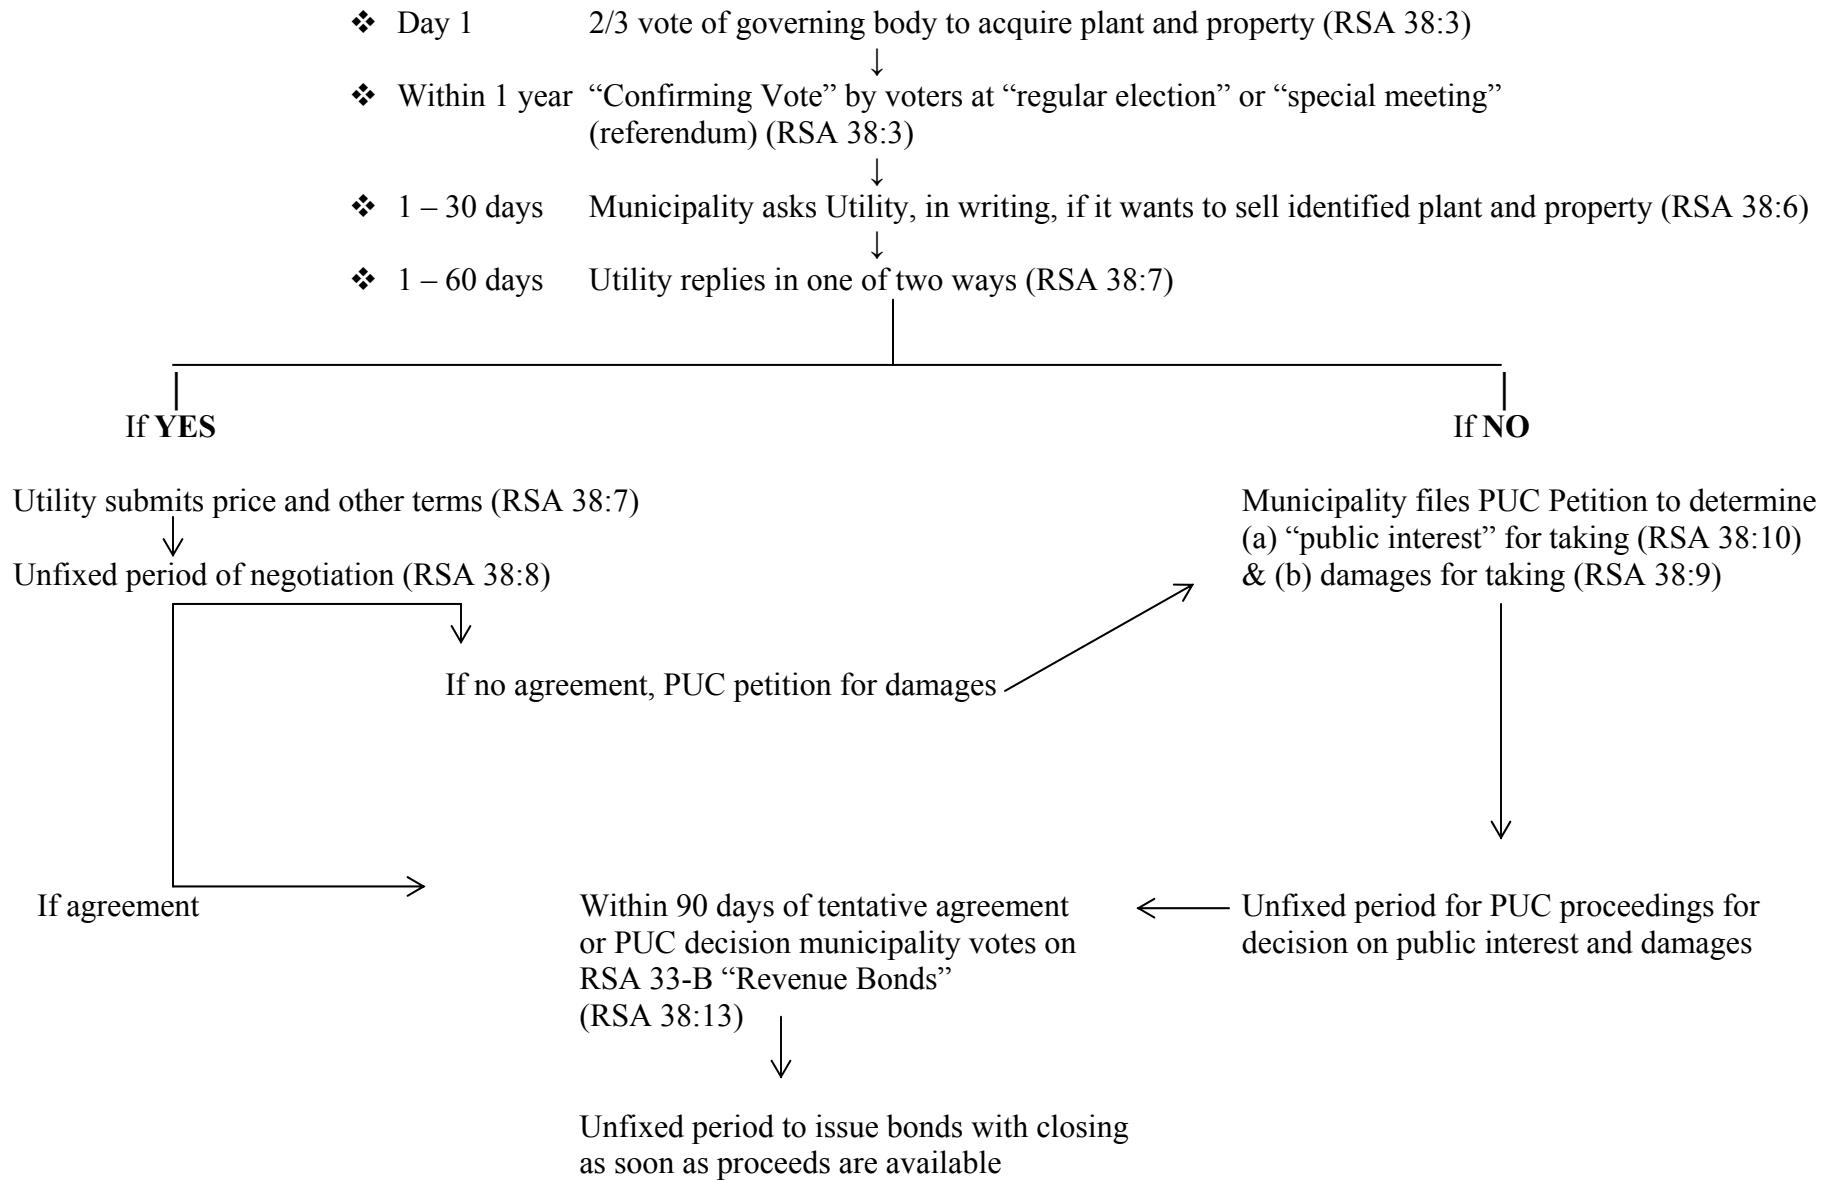 ❖ Day 1 2/3 vote of governing body to acquire plant and property (RSA 38:3)
❖ Within 1 year “Confirming Vote” by voters at “regular election” or “special meeting”
(referendum) (RSA 38:3)
❖ 1 – 30 days Municipality asks Utility, in writing, if it wants to sell identified plant and property (RSA 38:6)
❖ 1 – 60 days Utility replies in one of two ways (RSA 38:7)
If YES
If NO
Utility submits price and other terms (RSA 38:7)
Unfixed period of negotiation (RSA 38:8)
Municipality files PUC Petition to determine
(a) “public interest” for taking (RSA 38:10)
& (b) damages for taking (RSA 38:9)
If no agreement, PUC petition for damages
If agreement
Within 90 days of tentative agreement
or PUC decision municipality votes on
RSA 33-B “Revenue Bonds”
(RSA 38:13)
Unfixed period for PUC proceedings for
decision on public interest and damages
Unfixed period to issue bonds with closing
as soon as proceeds are available